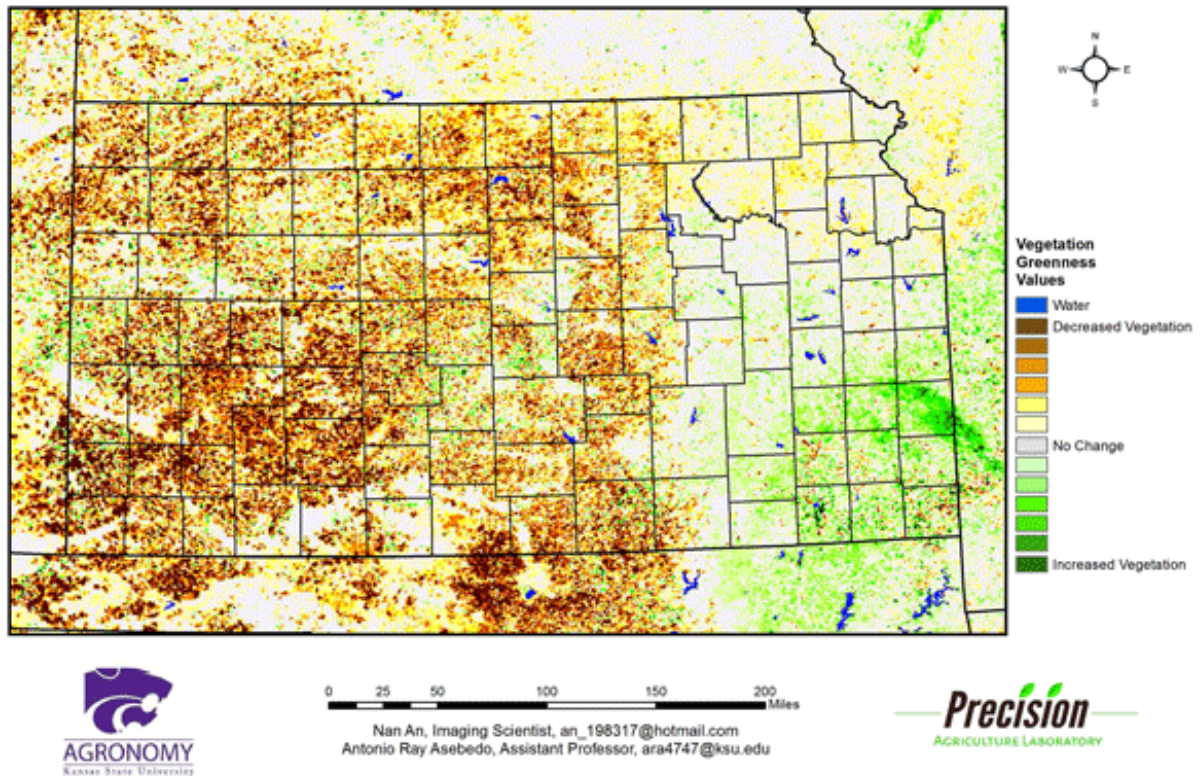 N
W E
S
Vegetation
Greenness
Values
Water
Decreased Vegetation
No Change
Increased Vegetation
0 25 50 100 150 200
Miles
Nan An, Imaging Scientist, an_198317@hotmail.com
Antonio Ray Asebedo, Assistant Professor, ara4747@ksu.edu
AGRONOMY
Kansas State University
Precision
AGRICULTURE LABORATORY